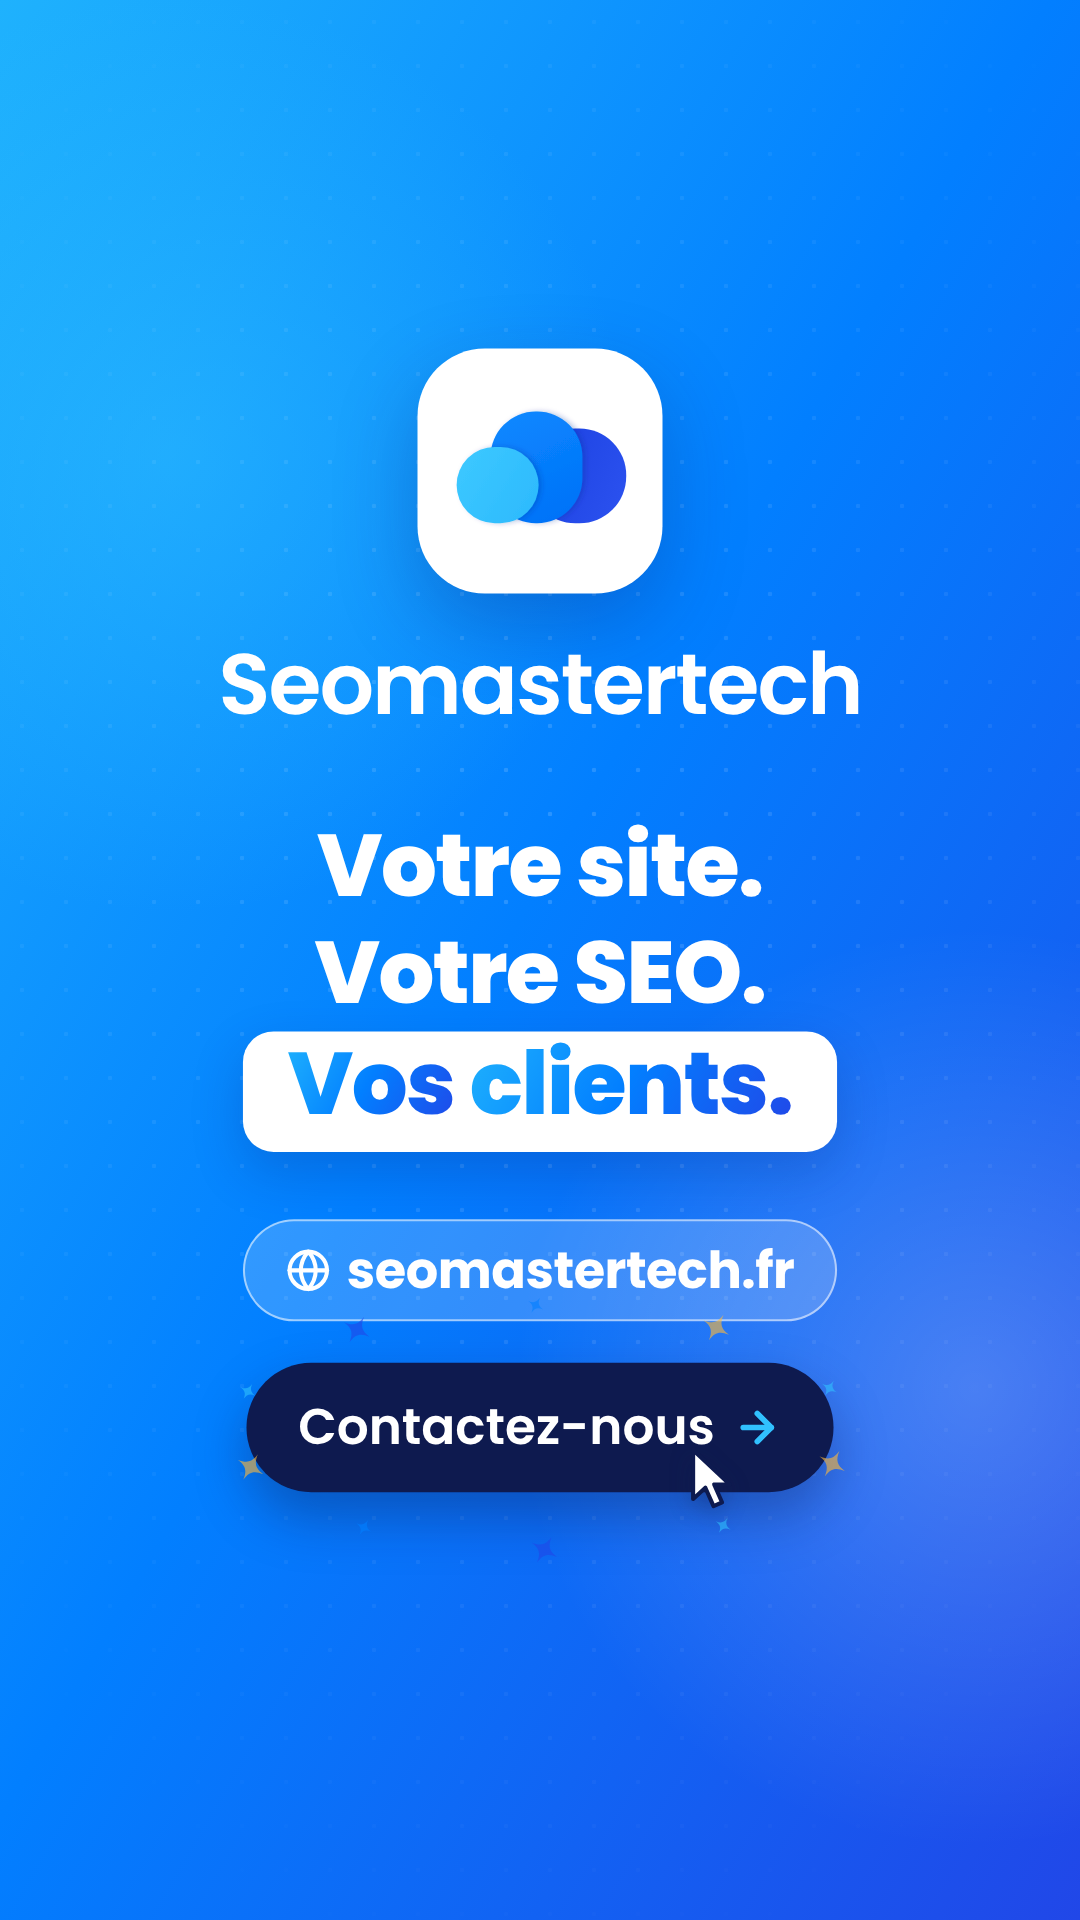 Seomastertech
Votre site.
Votre SEO.
Vos clients.
seomastertech.fr
Contactez-nous